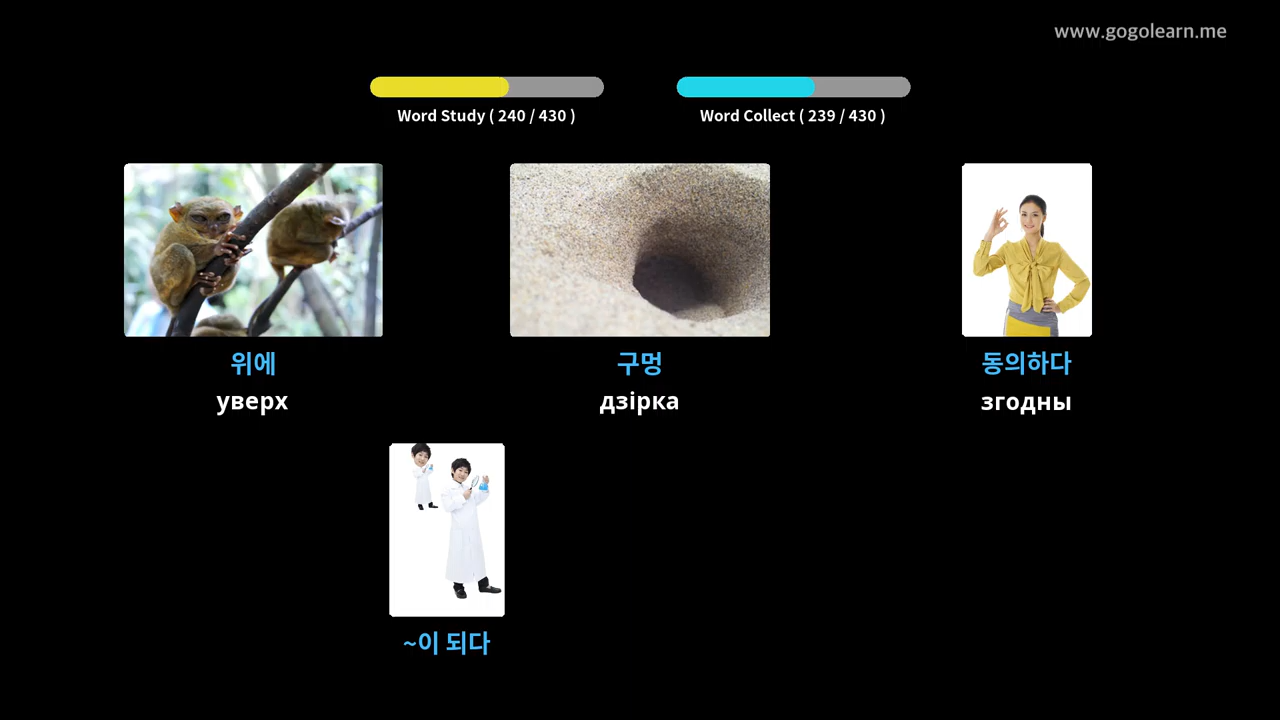 www.gogolearn.me
Word Study ( 240 / 430 )
Word Collect ( 239 / 430 )
위에
уверх
구멍
дзірка
동의하다
згодны
~이 되다